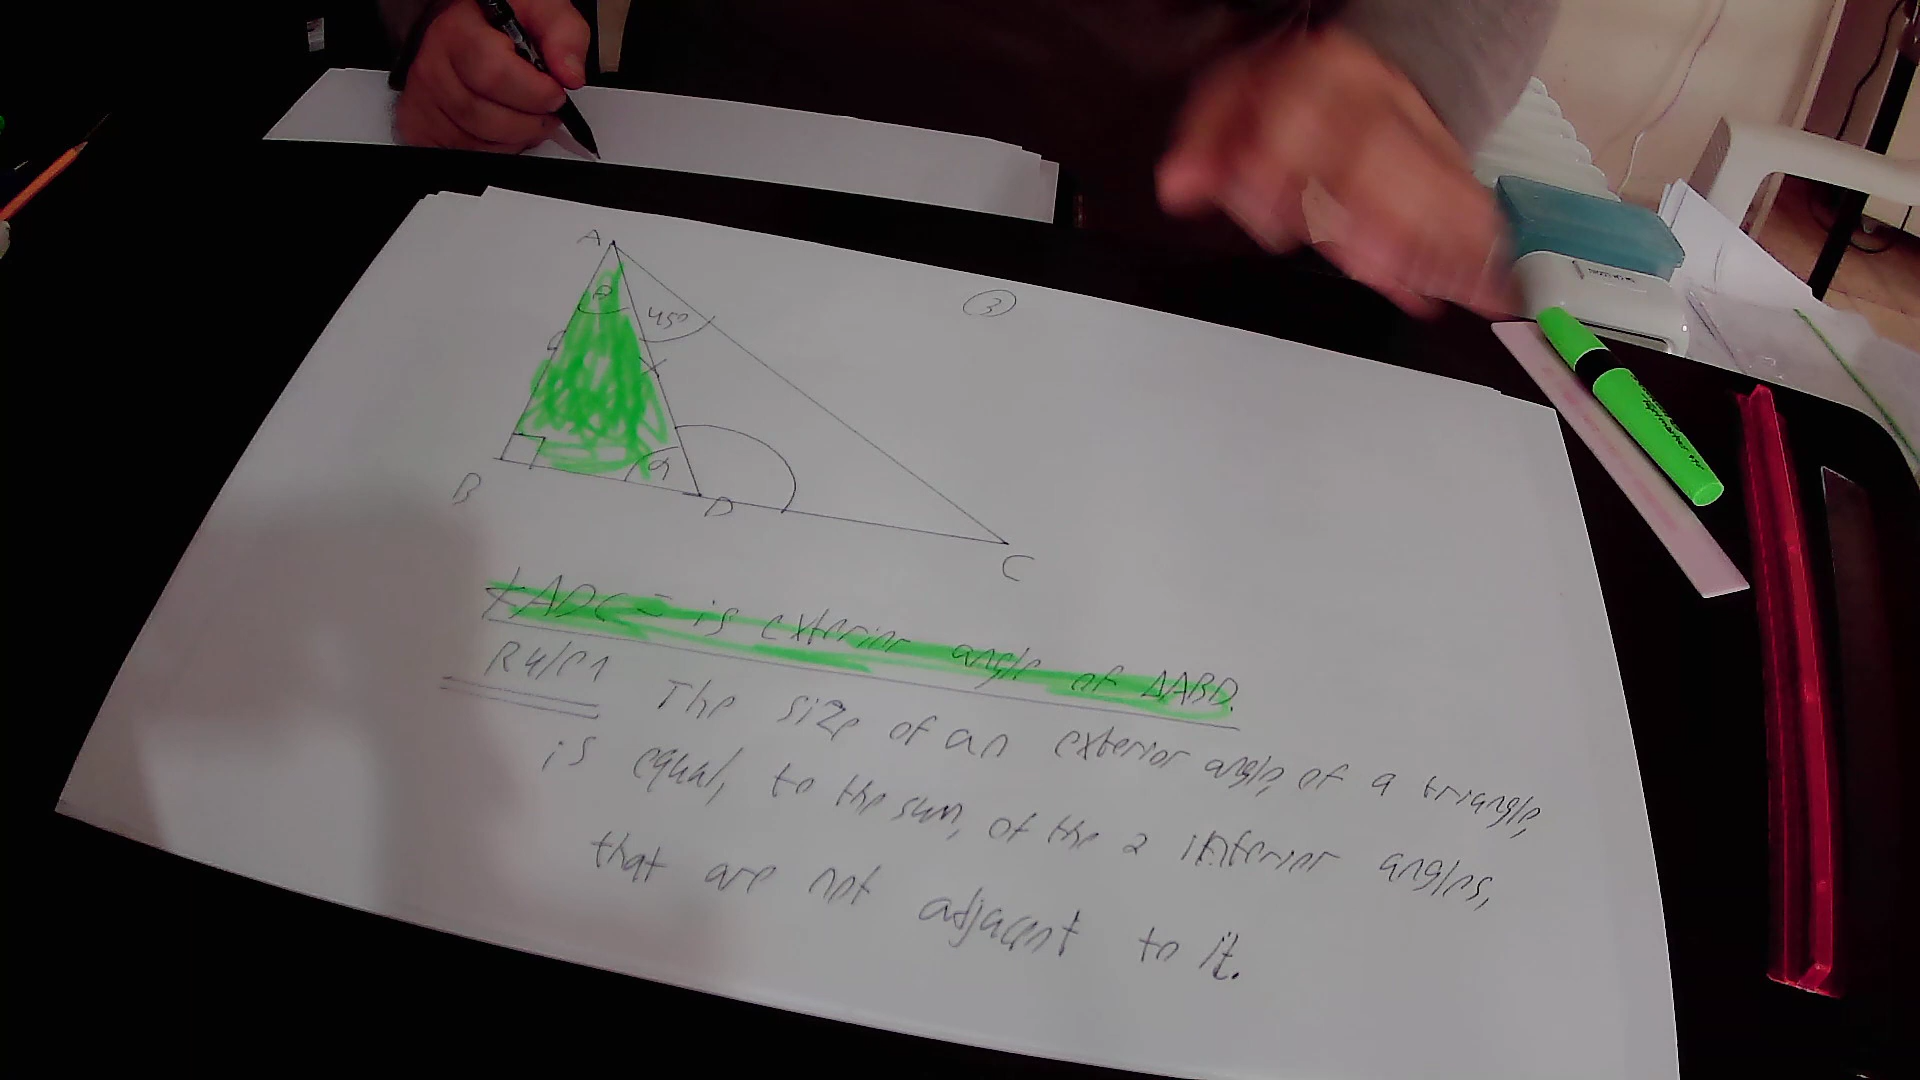 3
A
45°
B
D
C
∡ADC = is exterior angle of ΔABD.
R4/C1
The size of an exterior angle, of a triangle,
is equal, to the sum, of the 2 interior angles,
that are not adjacent to it.